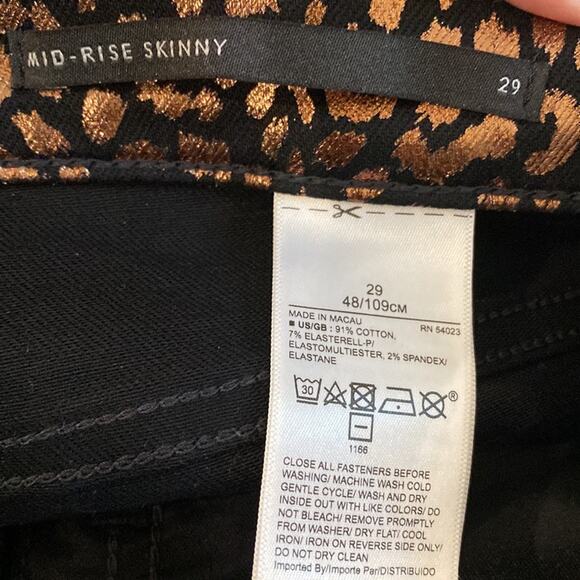 MID-RISE SKINNY
29
29
48/109CM
MADE IN MACAU
RN 54023
■ US/GB : 91% COTTON,
7% ELASTERELL-P/
ELASTOMULTIESTER, 2% SPANDEX/
ELASTANE
30
®
1166
CLOSE ALL FASTENERS BEFORE
WASHING/ MACHINE WASH COLD
GENTLE CYCLE/ WASH AND DRY
INSIDE OUT WITH LIKE COLORS/ DO
NOT BLEACH/ REMOVE PROMPTLY
FROM WASHER/ DRY FLAT/ COOL
IRON/ IRON ON REVERSE SIDE ONLY/
DO NOT DRY CLEAN
Imported By/Importe Par/DISTRIBUIDO